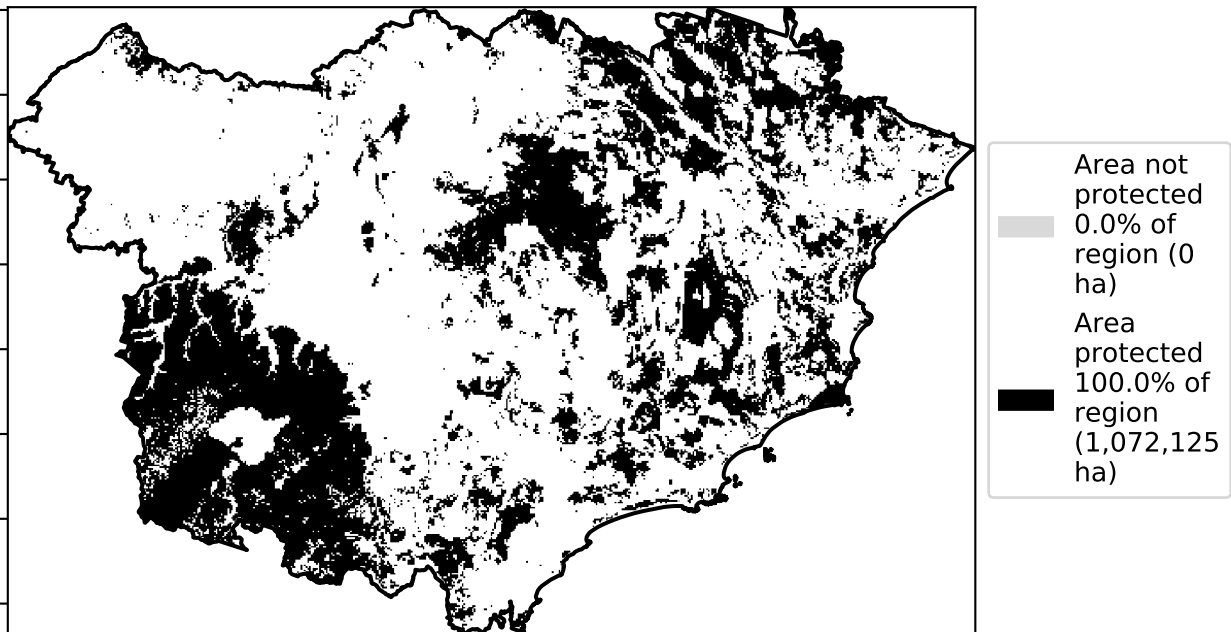 Area not
protected
0.0% of
region (0
ha)
Area
protected
100.0% of
region
(1,072,125
ha)